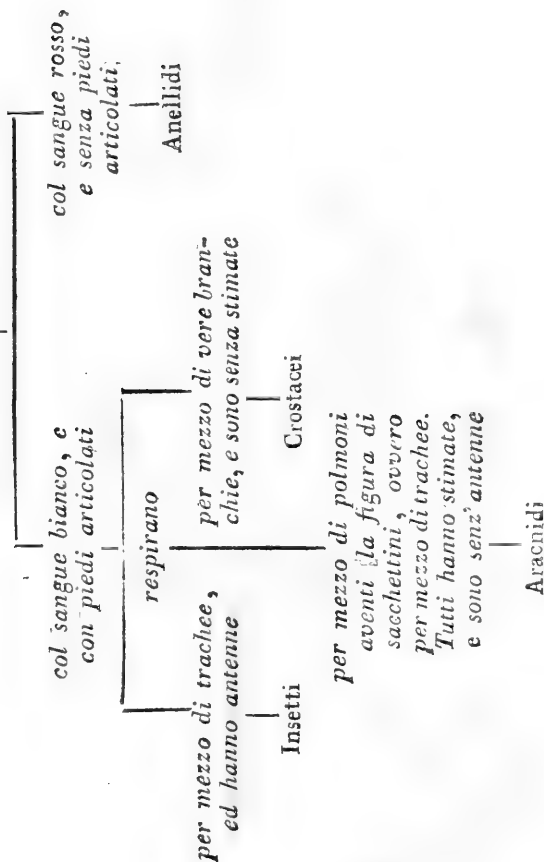 col sangue bianco, e
con piedi articolati
col sangue rosso,
e senza piedi
articolati,
Anellidi
respirano
per mezzo di trachee,
ed hanno antenne
Insetti
per mezzo di vere bran-
chie, e sono senza stimate
Crostacei
per mezzo di polmoni
aventi la figura di
sacchettini, ovvero
per mezzo di trachee.
Tutti hanno stimate,
e sono senz' antenne
Aracnidi